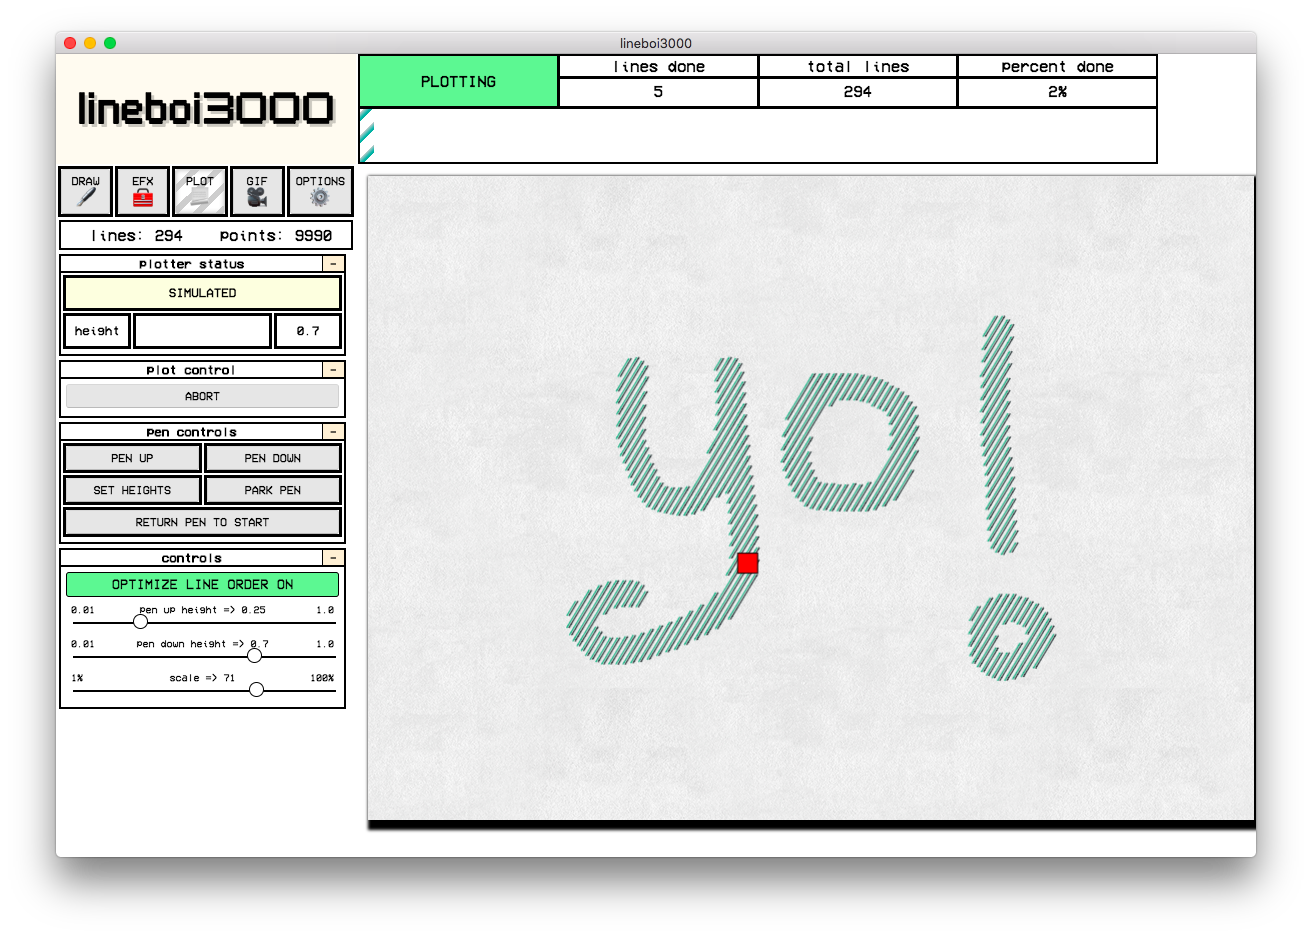 lineboi3000
lineboi3000
PLOTTING
lines done
total lines
percent done
5
294
2%
DRAW
EFX
PLOT
GIF
OPTIONS
lines: 294 points: 9990
plotter status
-
SIMULATED
height
0.7
plot control
-
ABORT
pen controls
-
PEN UP
PEN DOWN
SET HEIGHTS
PARK PEN
RETURN PEN TO START
controls
-
OPTIMIZE LINE ORDER ON
0.01 pen up height => 0.25 1.0
0.01 pen down height => 0.7 1.0
1% scale => 71 100%
yo!